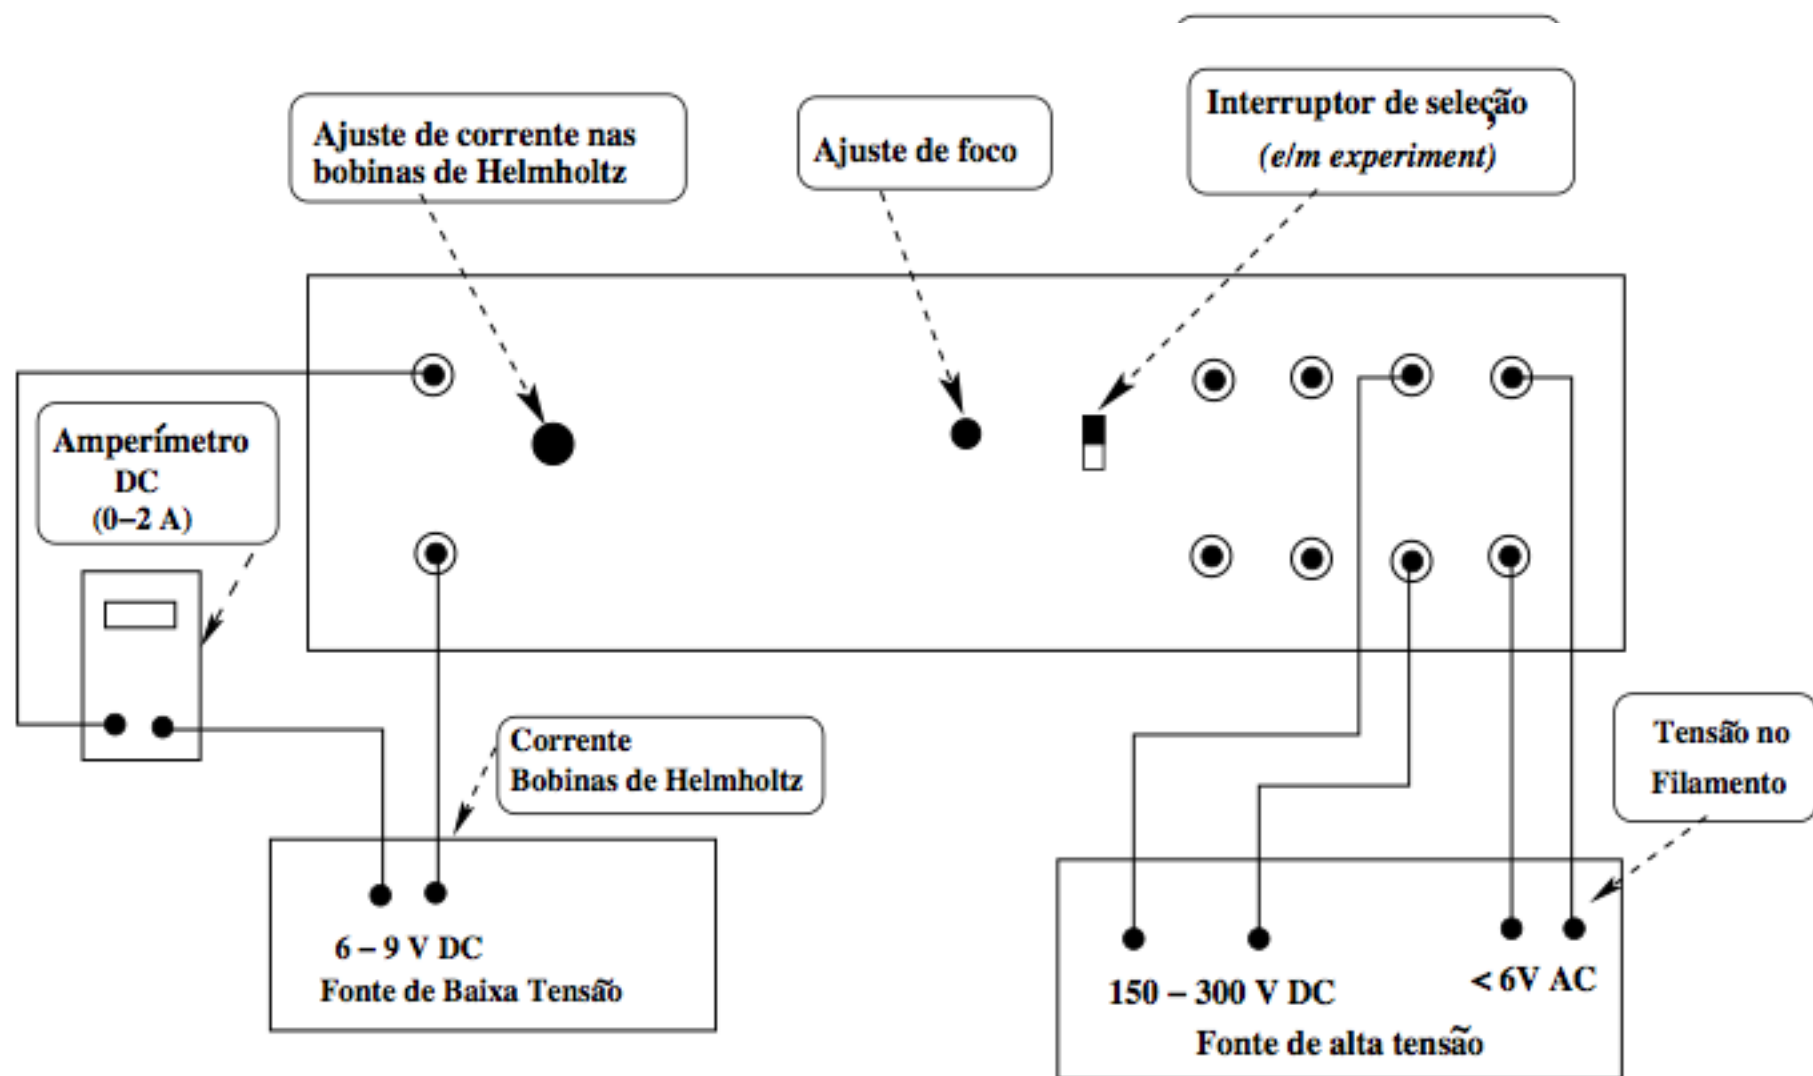 Ajuste de corrente nas
bobinas de Helmholtz
Ajuste de foco
Interruptor de seleção
(e/m experiment)
Amperímetro
DC
(0–2 A)
Corrente
Bobinas de Helmholtz
Tensão no
Filamento
6 – 9 V DC
Fonte de Baixa Tensão
150 – 300 V DC
< 6V AC
Fonte de alta tensão